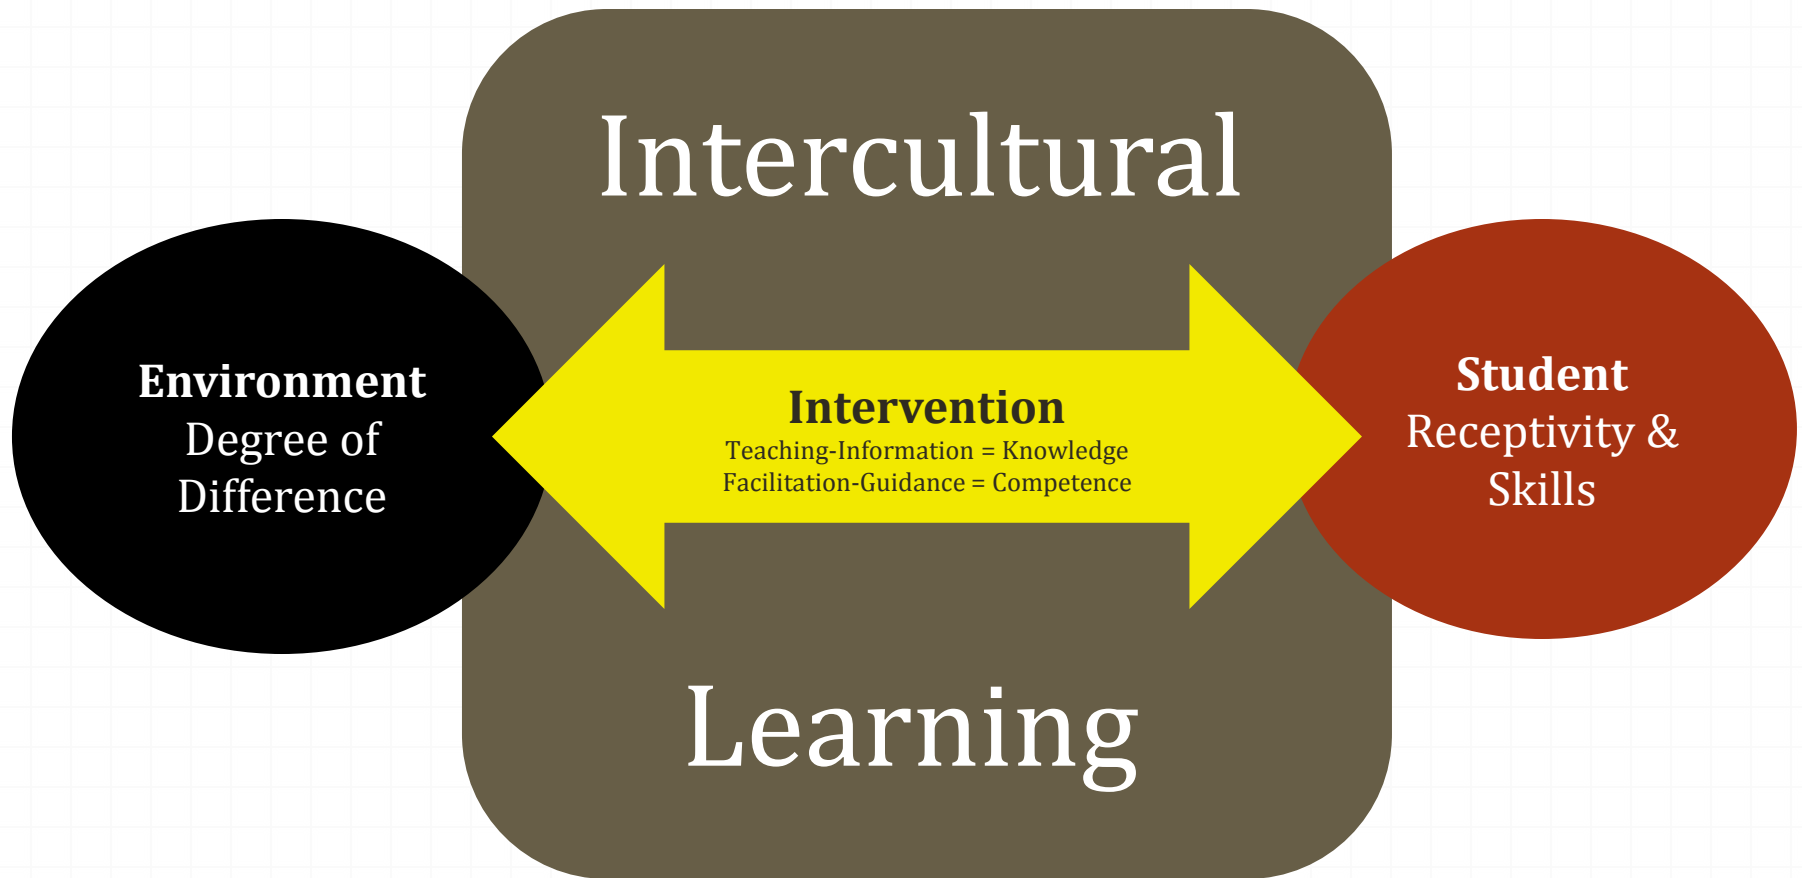 Intercultural
Environment
Degree of
Difference
Intervention
Teaching-Information = Knowledge
Facilitation-Guidance = Competence
Student
Receptivity &
Skills
Learning